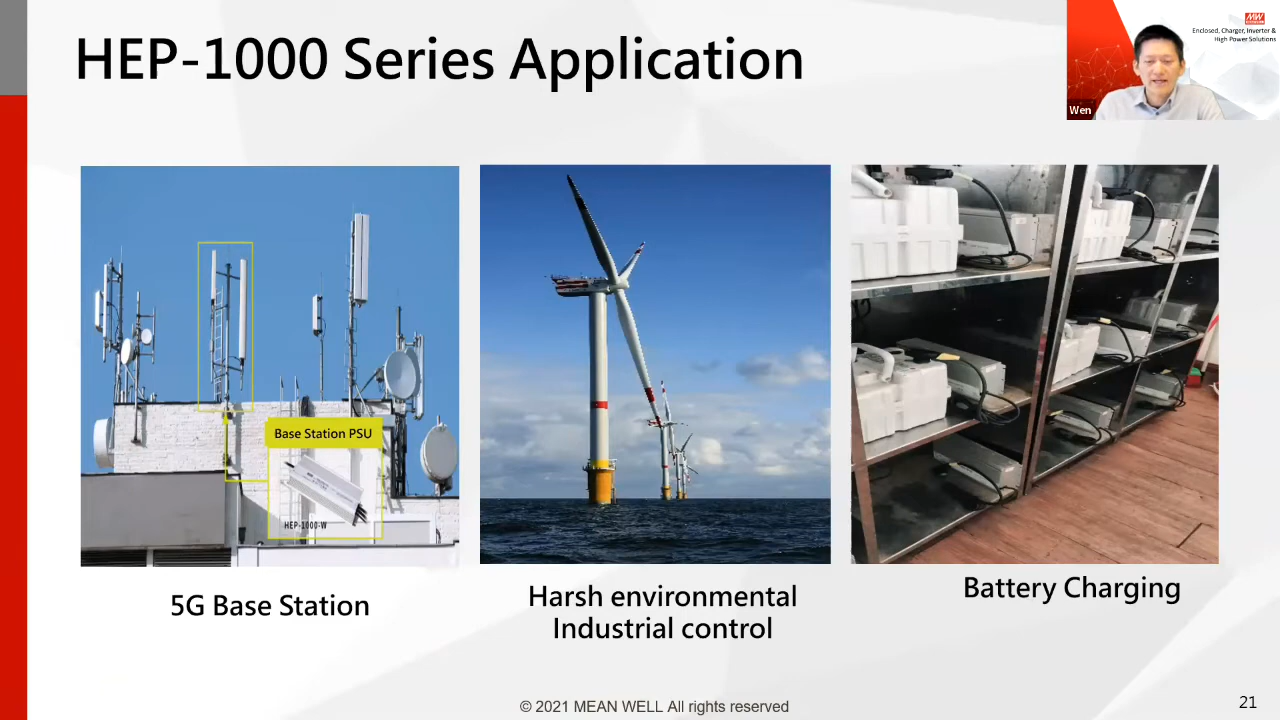 HEP-1000 Series Application
MW
Enclosed, Charger, Inverter &
High Power Solutions
Wen
Base Station PSU
HEP-1000-W
5G Base Station
Harsh environmental
Industrial control
Battery Charging
© 2021 MEAN WELL All rights reserved
21